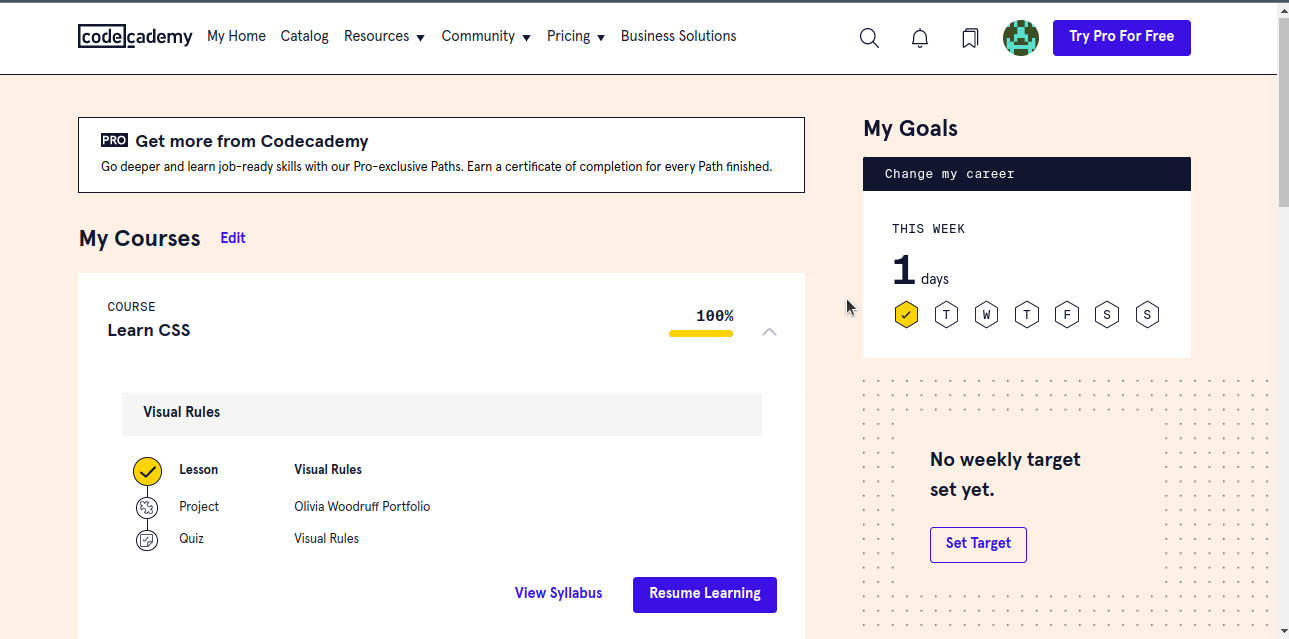 codecademy My Home Catalog Resources Community Pricing Business Solutions Try Pro For Free
PRO Get more from Codecademy
Go deeper and learn job-ready skills with our Pro-exclusive Paths. Earn a certificate of completion for every Path finished.
My Courses Edit
COURSE
Learn CSS
100%
Visual Rules
Lesson Visual Rules
Project Olivia Woodruff Portfolio
Quiz Visual Rules
View Syllabus Resume Learning
My Goals
Change my career
THIS WEEK
1 days
T W T F S S
No weekly target
set yet.
Set Target